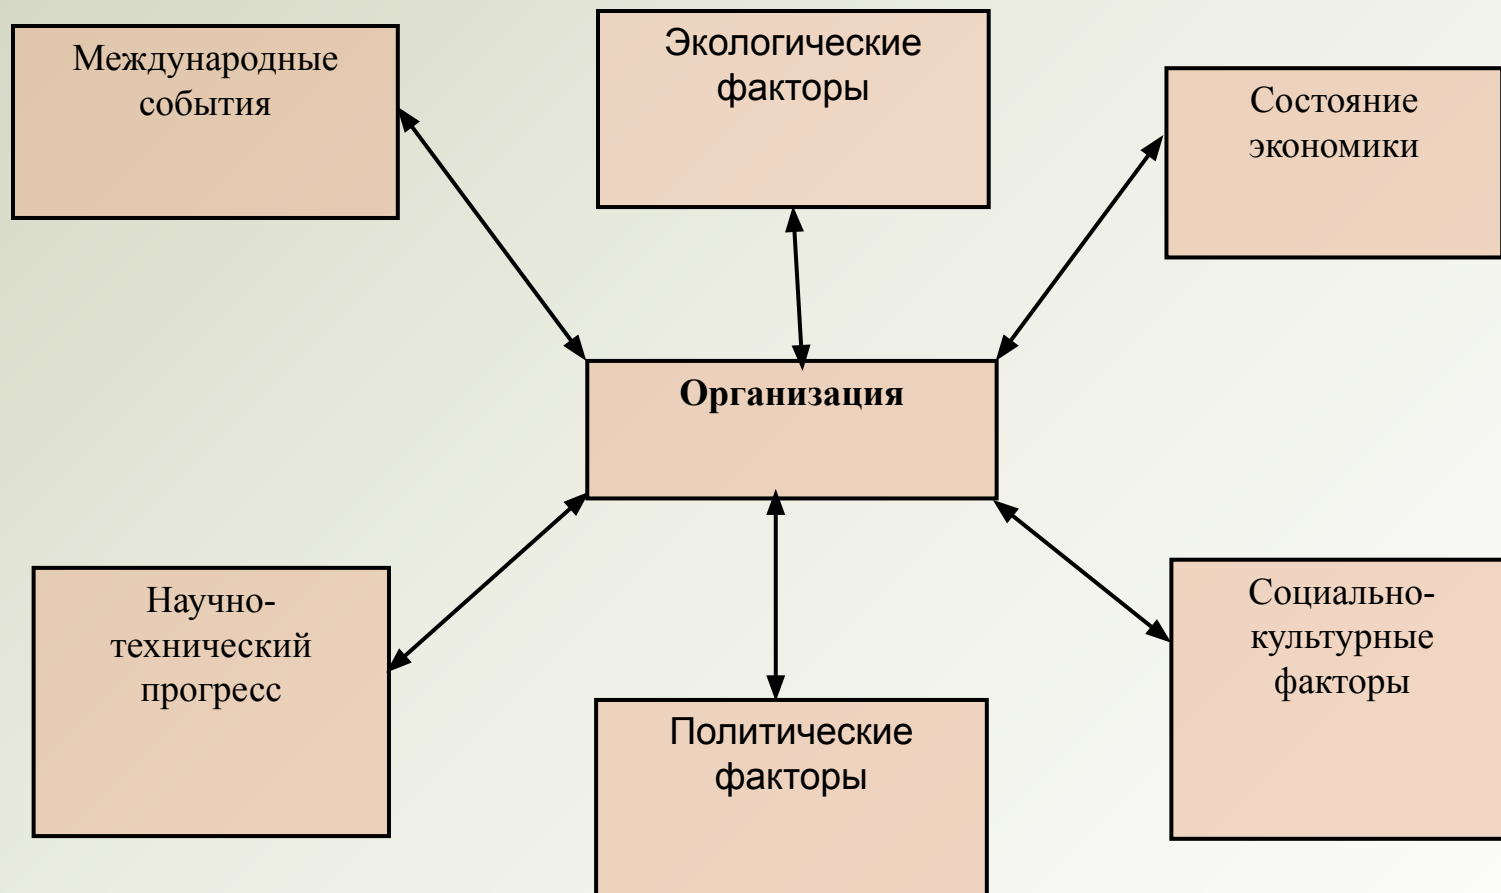 Международные
события
Экологические
факторы
Состояние
экономики
Организация
Научно-
технический
прогресс
Политические
факторы
Социально-
культурные
факторы